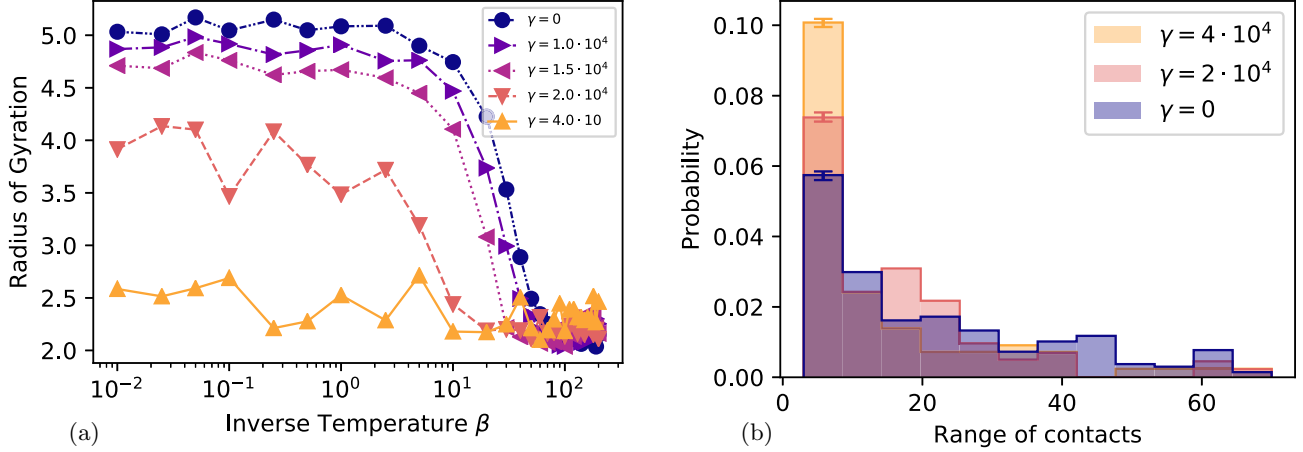 Radius of Gyration
5.0
4.5
4.0
3.5
3.0
2.5
2.0
γ = 0
γ = 1.0 · 10⁴
γ = 1.5 · 10⁴
γ = 2.0 · 10⁴
γ = 4.0 · 10
10⁻² 10⁻¹ 10⁰ 10¹ 10²
(a) Inverse Temperature β
Probability
0.10
0.08
0.06
0.04
0.02
0.00
γ = 4 · 10⁴
γ = 2 · 10⁴
γ = 0
0 20 40 60
(b) Range of contacts